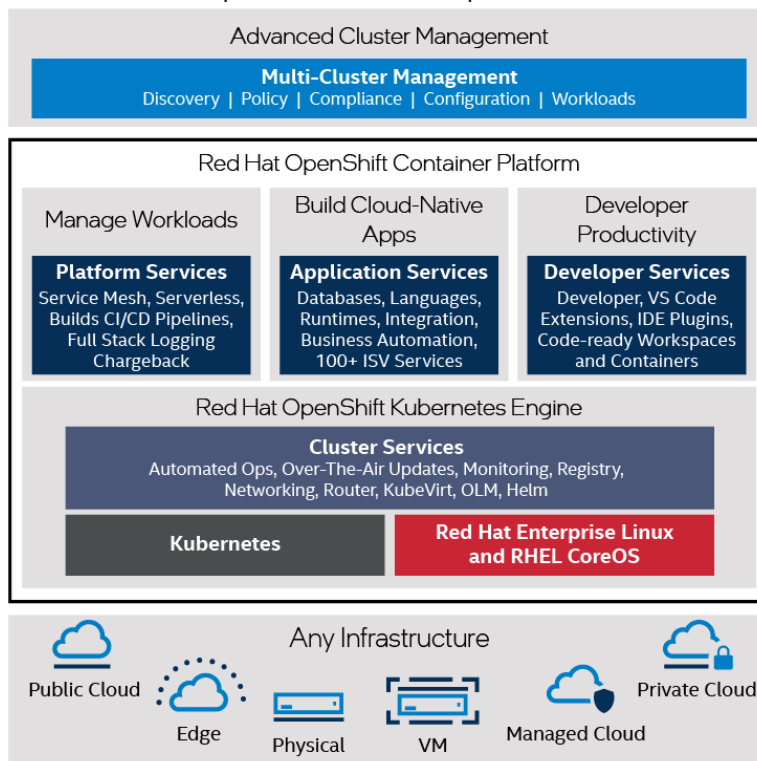 Advanced Cluster Management
Multi-Cluster Management
Discovery | Policy | Compliance | Configuration | Workloads
Red Hat OpenShift Container Platform
Manage Workloads
Platform Services
Service Mesh, Serverless,
Builds CI/CD Pipelines,
Full Stack Logging
Chargeback
Build Cloud-Native
Apps
Application Services
Databases, Languages,
Runtimes, Integration,
Business Automation,
100+ ISV Services
Developer
Productivity
Developer Services
Developer, VS Code
Extensions, IDE Plugins,
Code-ready Workspaces
and Containers
Red Hat OpenShift Kubernetes Engine
Cluster Services
Automated Ops, Over-The-Air Updates, Monitoring, Registry,
Networking, Router, KubeVirt, OLM, Helm
Kubernetes
Red Hat Enterprise Linux
and RHEL CoreOS
Any Infrastructure
Public Cloud
Edge
Physical
VM
Managed Cloud
Private Cloud